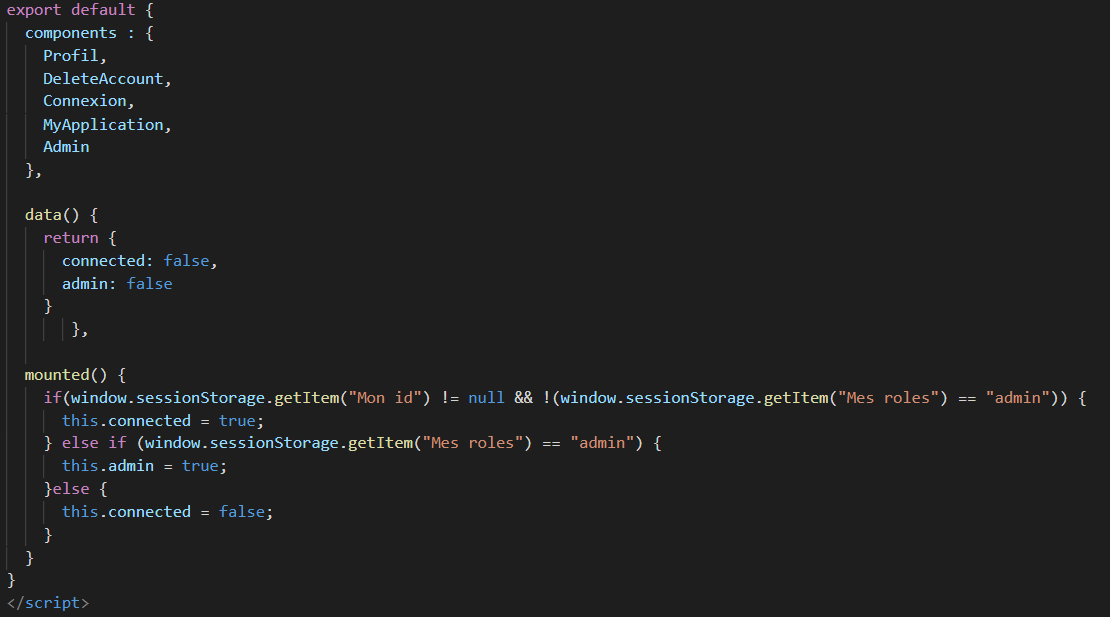 export default {
  components : {
    Profil,
    DeleteAccount,
    Connexion,
    MyApplication,
    Admin
  },
  data() {
    return {
      connected: false,
      admin: false
    }
       },
  mounted() {
    if(window.sessionStorage.getItem("Mon id") != null && !(window.sessionStorage.getItem("Mes roles") == "admin")) {
      this.connected = true;
    } else if (window.sessionStorage.getItem("Mes roles") == "admin") {
      this.admin = true;
    }else {
      this.connected = false;
    }
  }
}
</script>